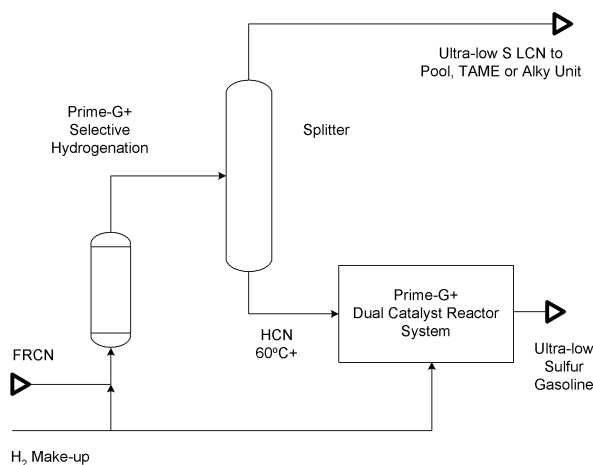 Ultra-low S LCN to
Pool, TAME or Alky Unit
Prime-G+
Selective
Hydrogenation
Splitter
Prime-G+
Dual Catalyst Reactor
System
HCN
60ºC+
FRCN
Ultra-low
Sulfur
Gasoline
H₂ Make-up